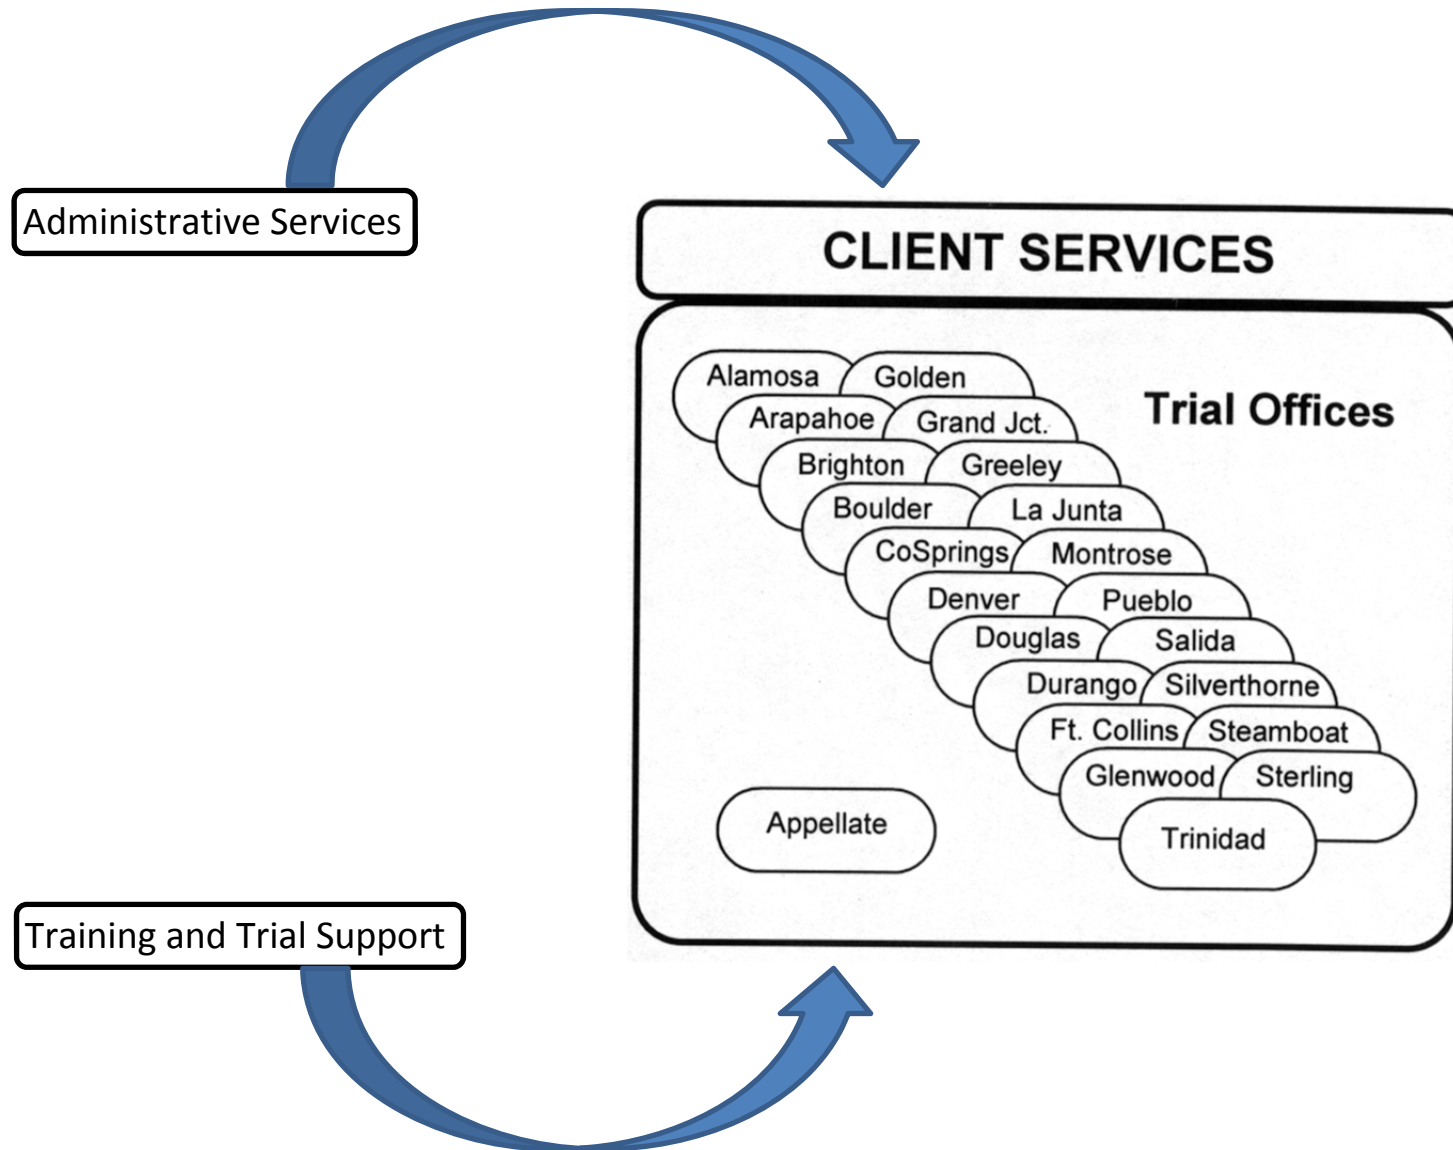 Administrative Services
CLIENT SERVICES
Trial Offices
Alamosa
Golden
Arapahoe
Grand Jct.
Brighton
Greeley
Boulder
La Junta
CoSprings
Montrose
Denver
Pueblo
Douglas
Salida
Durango
Silverthorne
Ft. Collins
Steamboat
Glenwood
Sterling
Appellate
Trinidad
Training and Trial Support